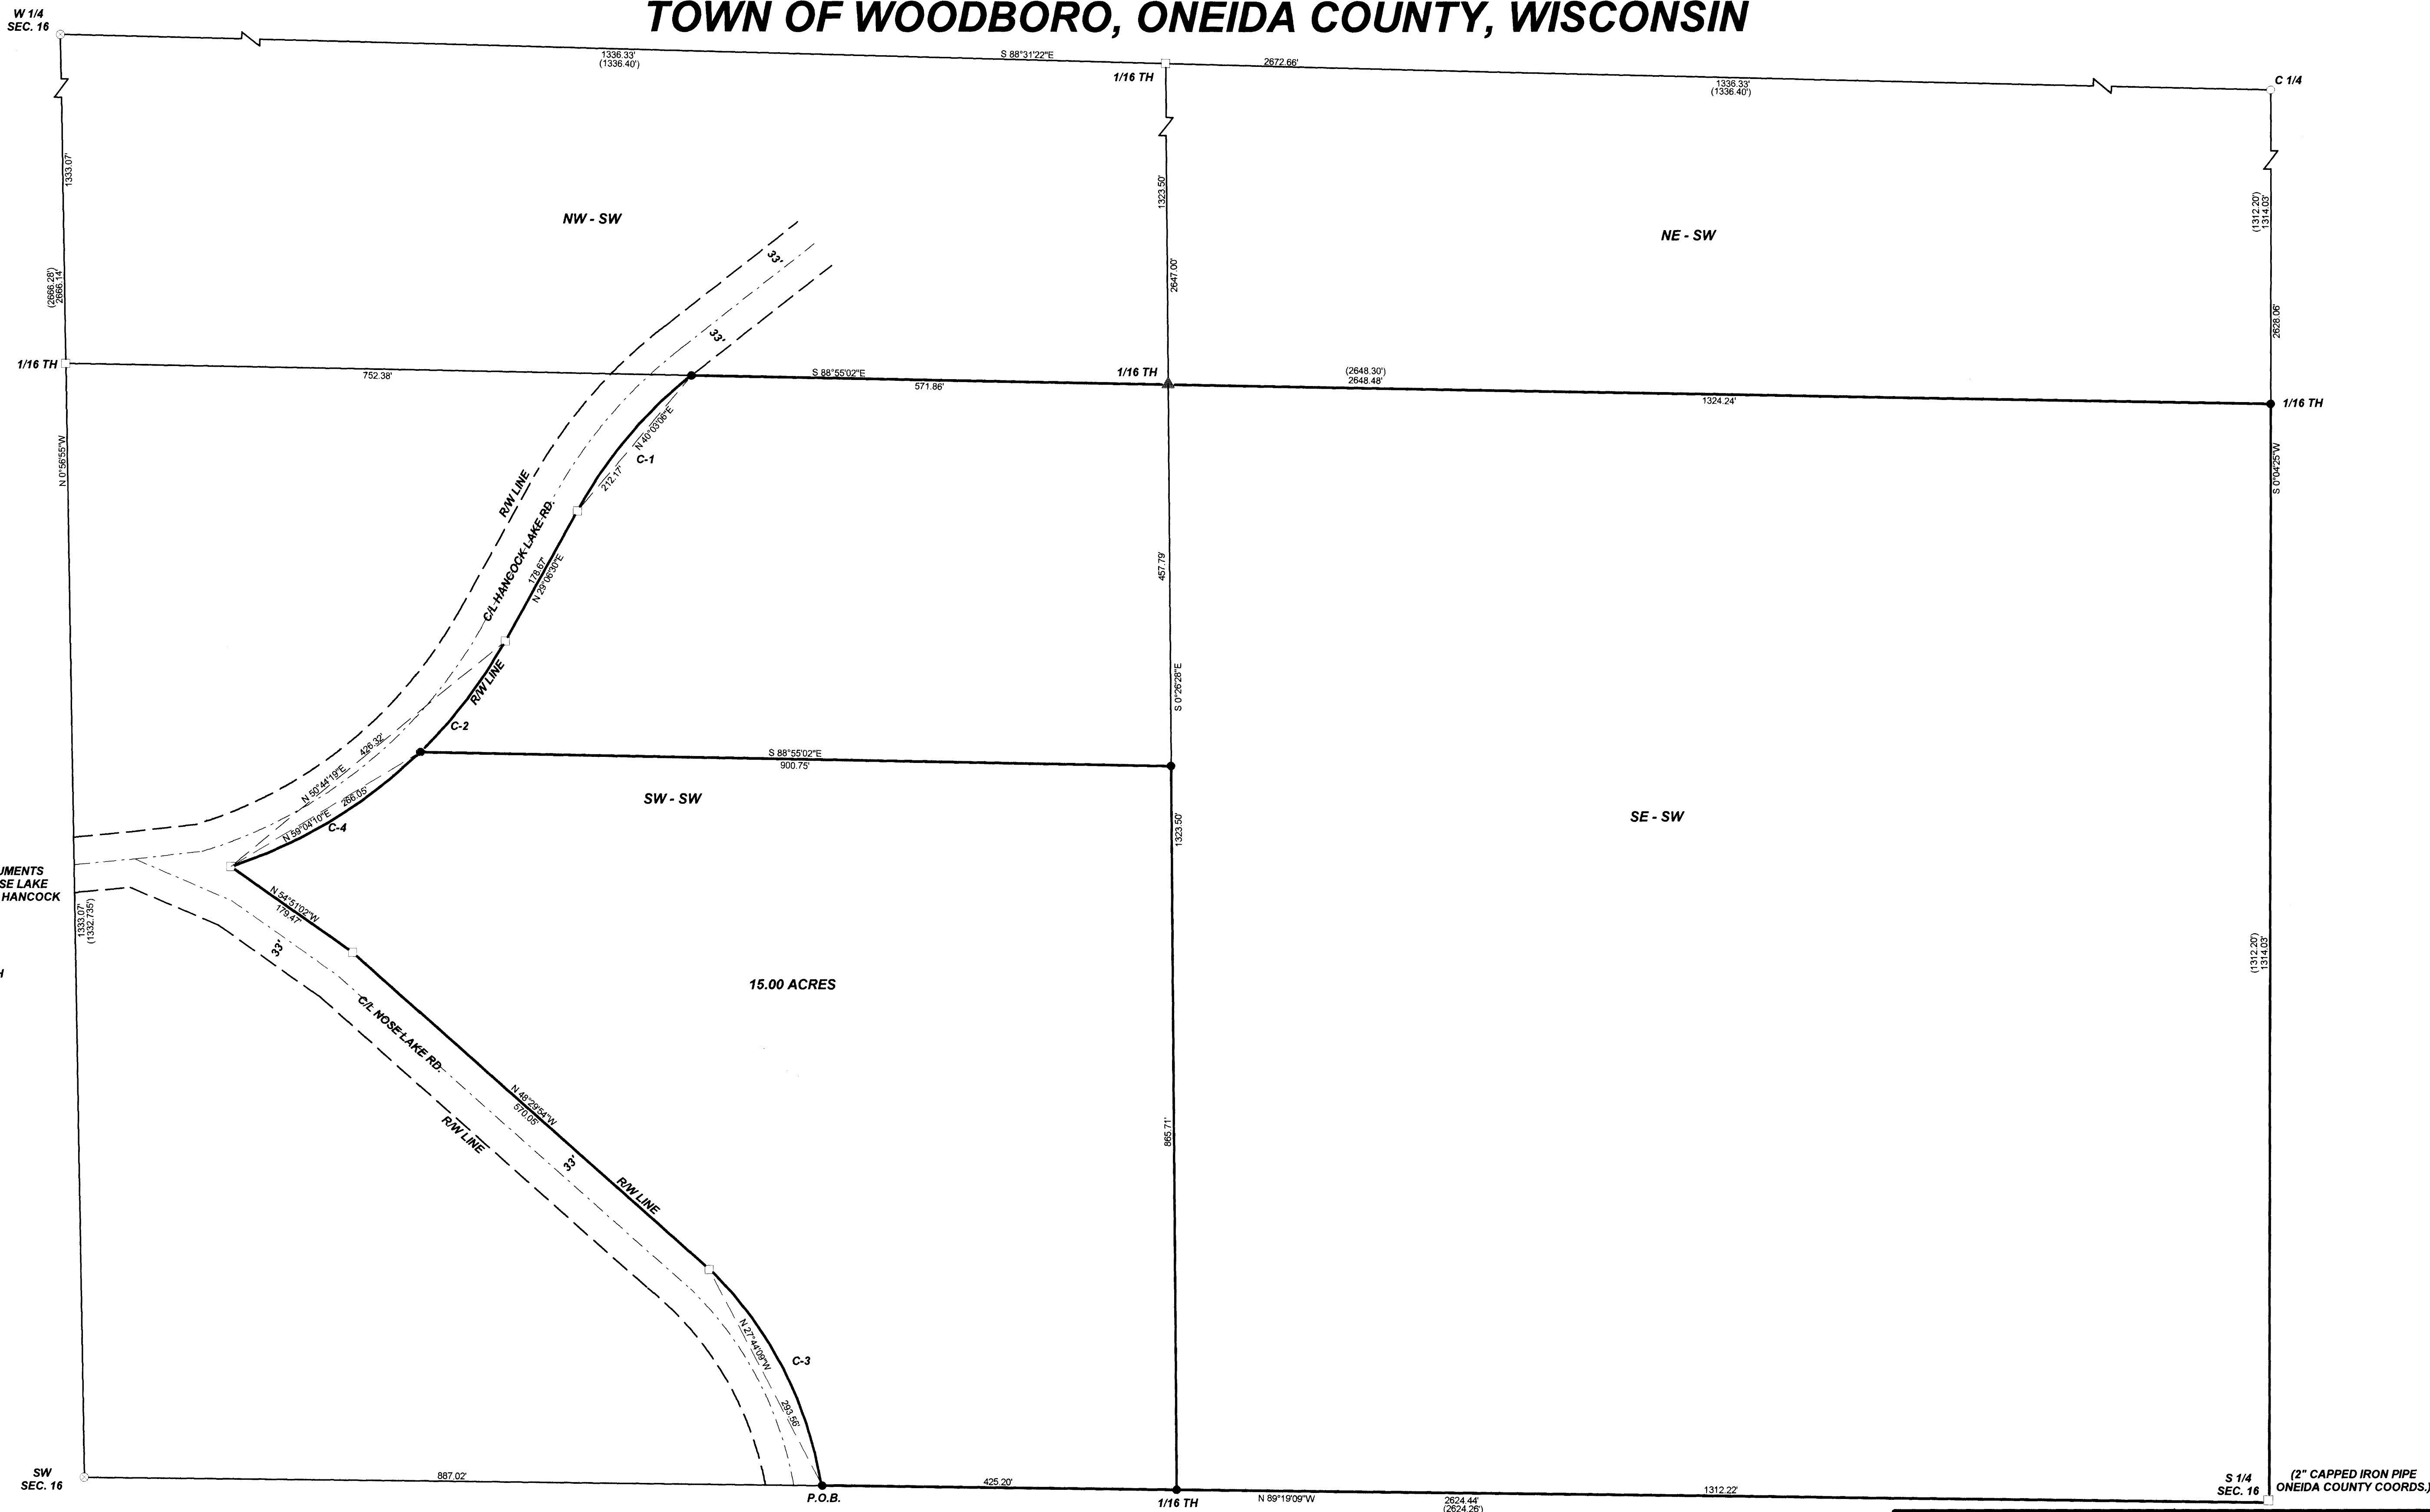 TOWN OF WOODBORO, ONEIDA COUNTY, WISCONSIN
W 1/4
SEC. 16
1336.33'
(1336.40')
S 88°31'22"E
1/16 TH
2672.66'
1336.33'
(1336.40')
C 1/4
1333.07'
1323.50'
(1312.20')
1314.03'
NW - SW
NE - SW
33'
(2666.28')
2666.14'
2647.00'
2628.06'
33'
1/16 TH
752.38'
S 88°55'02"E
571.86'
1/16 TH
(2648.30')
2648.48'
1324.24'
1/16 TH
N 0°56'55"W
N 40°03'06"E
212.17'
C-1
S 0°04'25"W
R/W LINE
C/L HANCOCK LAKE RD.
178.67'
N 29°06'30"E
457.79'
R/W LINE
S 0°26'28"E
C-2
426.32'
N 50°44'19"E
S 88°55'02"E
900.75'
266.05'
N 59°04'10"E
C-4
SW - SW
SE - SW
1323.50'
UMENTS
SE LAKE
HANCOCK
1333.07'
(1332.735')
N 54°51'02"W
179.47'
33'
H
(1312.20')
1314.03'
15.00 ACRES
C/L NOSE LAKE RD.
N 48°29'54"W
570.05'
R/W LINE
33'
R/W LINE
865.71'
N 27°44'09"W
C-3
293.56'
SW
SEC. 16
887.02'
P.O.B.
425.20'
1/16 TH
N 89°19'09"W
2624.44'
(2624.26')
1312.22'
S 1/4
SEC. 16
(2" CAPPED IRON PIPE
ONEIDA COUNTY COORDS.)